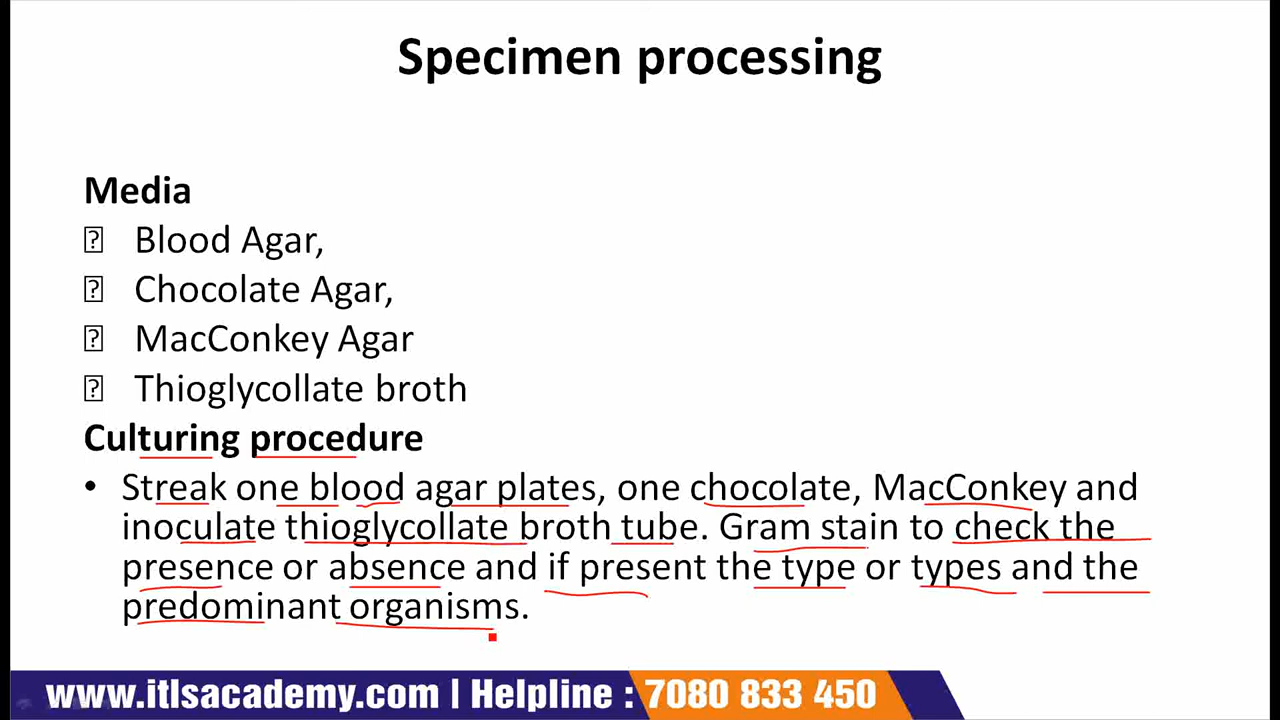 Specimen processing
Media
Blood Agar,
Chocolate Agar,
MacConkey Agar
Thioglycollate broth
Culturing procedure
• Streak one blood agar plates, one chocolate, MacConkey and
inoculate thioglycollate broth tube. Gram stain to check the
presence or absence and if present the type or types and the
predominant organisms.
www.itlsacademy.com | Helpline : 7080 833 450